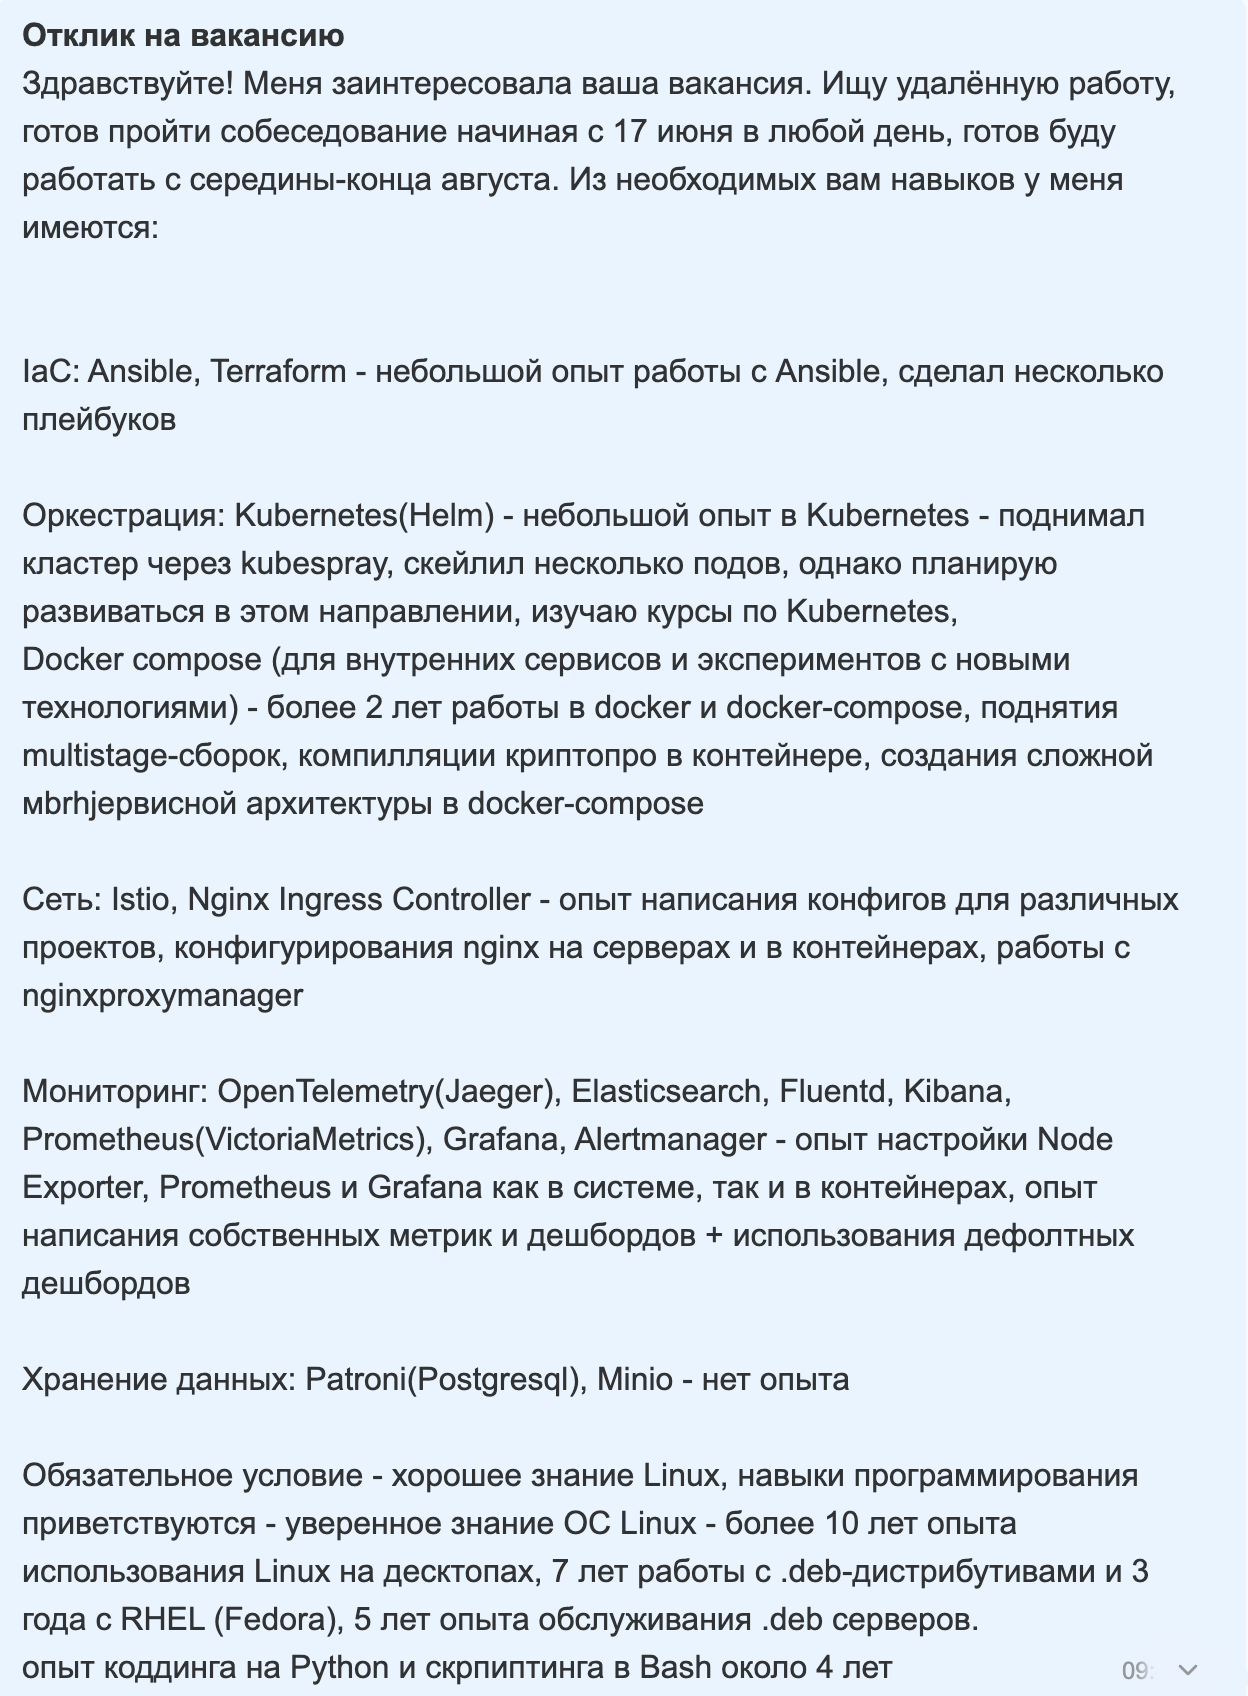 Отклик на вакансию
Здравствуйте! Меня заинтересовала ваша вакансия. Ищу удалённую работу,
готов пройти собеседование начиная с 17 июня в любой день, готов буду
работать с середины-конца августа. Из необходимых вам навыков у меня
имеются:
IaC: Ansible, Terraform - небольшой опыт работы с Ansible, сделал несколько
плейбуков
Оркестрация: Kubernetes(Helm) - небольшой опыт в Kubernetes - поднимал
кластер через kubespray, скейлил несколько подов, однако планирую
развиваться в этом направлении, изучаю курсы по Kubernetes,
Docker compose (для внутренних сервисов и экспериментов с новыми
технологиями) - более 2 лет работы в docker и docker-compose, поднятия
multistage-сборок, компилляции криптопро в контейнере, создания сложной
мbrhjервисной архитектуры в docker-compose
Сеть: Istio, Nginx Ingress Controller - опыт написания конфигов для различных
проектов, конфигурирования nginx на серверах и в контейнерах, работы с
nginxproxymanager
Мониторинг: OpenTelemetry(Jaeger), Elasticsearch, Fluentd, Kibana,
Prometheus(VictoriaMetrics), Grafana, Alertmanager - опыт настройки Node
Exporter, Prometheus и Grafana как в системе, так и в контейнерах, опыт
написания собственных метрик и дешбордов + использования дефолтных
дешбордов
Хранение данных: Patroni(Postgresql), Minio - нет опыта
Обязательное условие - хорошее знание Linux, навыки программирования
приветствуются - уверенное знание ОС Linux - более 10 лет опыта
использования Linux на десктопах, 7 лет работы с .deb-дистрибутивами и 3
года с RHEL (Fedora), 5 лет опыта обслуживания .deb серверов.
опыт коддинга на Python и скрпиптинга в Bash около 4 лет
09: